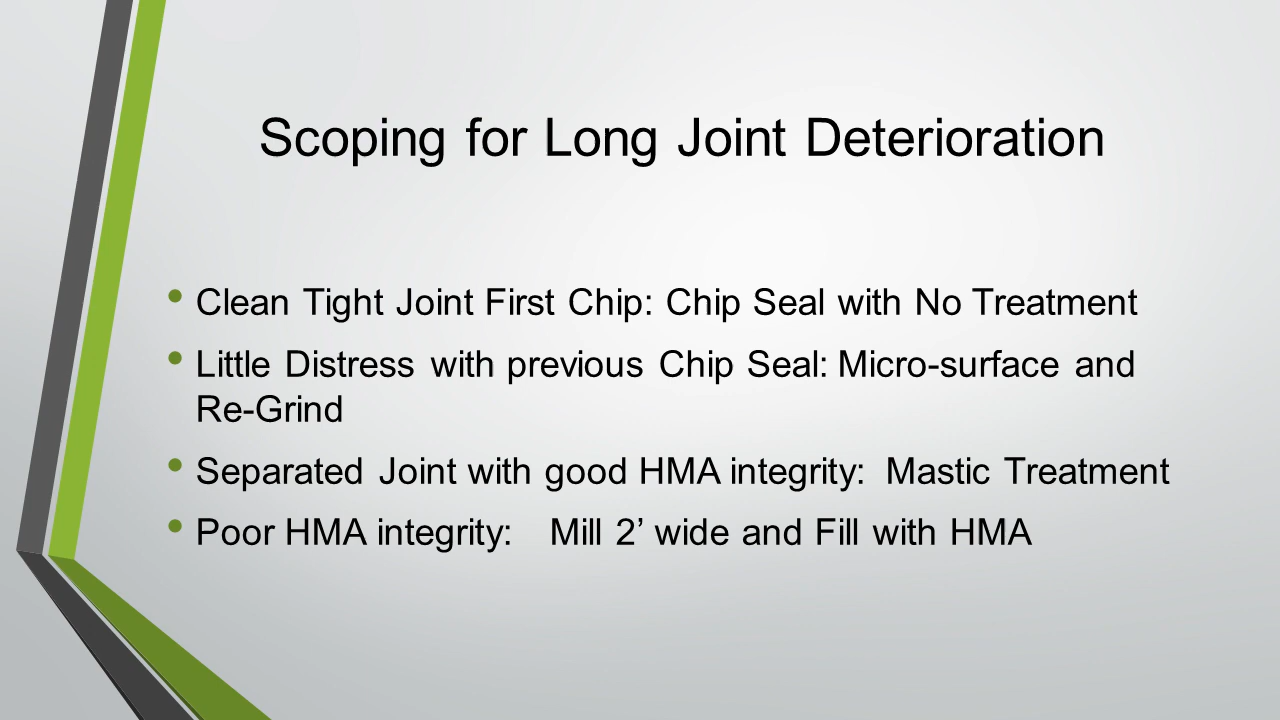 Scoping for Long Joint Deterioration
• Clean Tight Joint First Chip: Chip Seal with No Treatment
• Little Distress with previous Chip Seal: Micro-surface and
Re-Grind
• Separated Joint with good HMA integrity: Mastic Treatment
• Poor HMA integrity: Mill 2’ wide and Fill with HMA